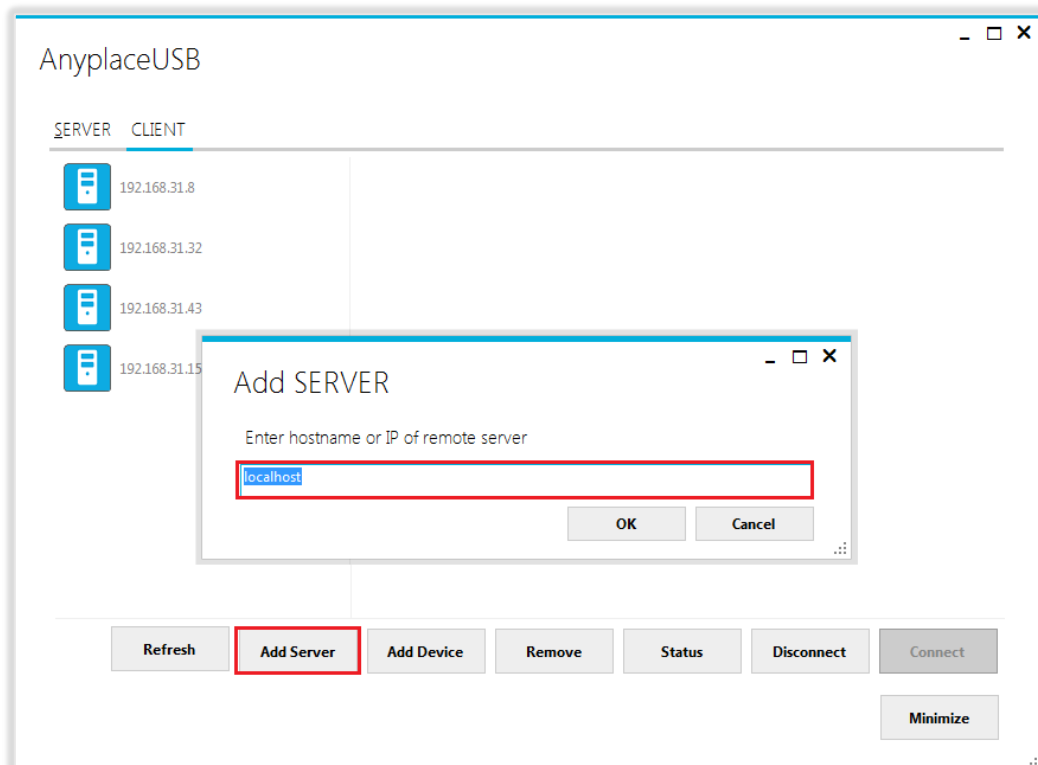 AnyplaceUSB
SERVER CLIENT
192.168.31.8
192.168.31.32
192.168.31.43
192.168.31.15
Add SERVER
Enter hostname or IP of remote server
localhost
OK Cancel
Refresh Add Server Add Device Remove Status Disconnect Connect
Minimize